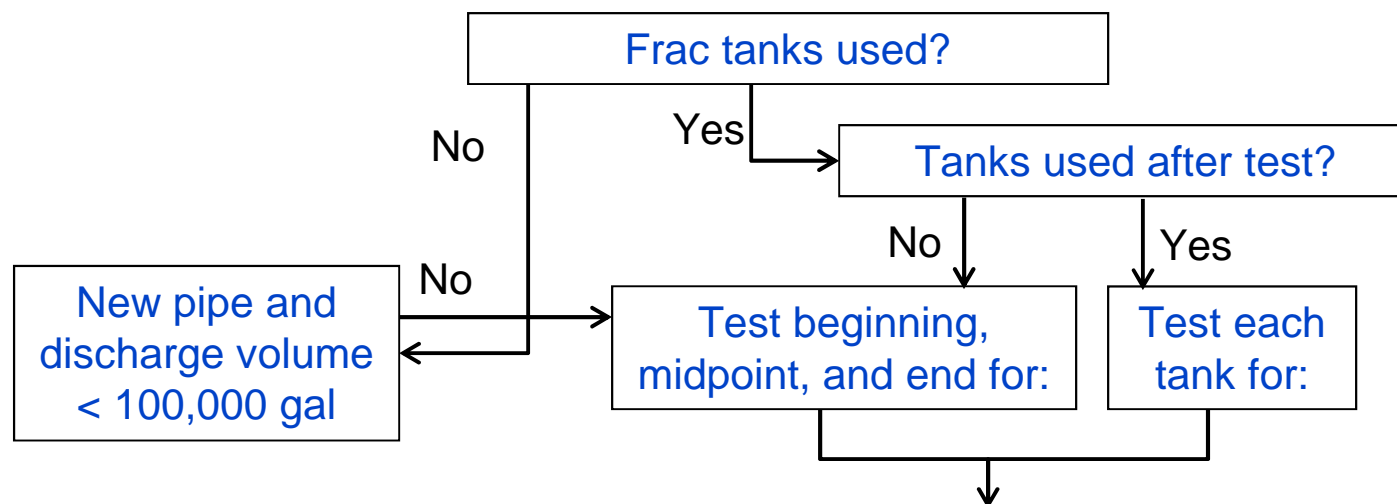 Frac tanks used?
No
Yes
Tanks used after test?
No
Yes
New pipe and
discharge volume
< 100,000 gal
No
Test beginning,
midpoint, and end for:
Test each
tank for: